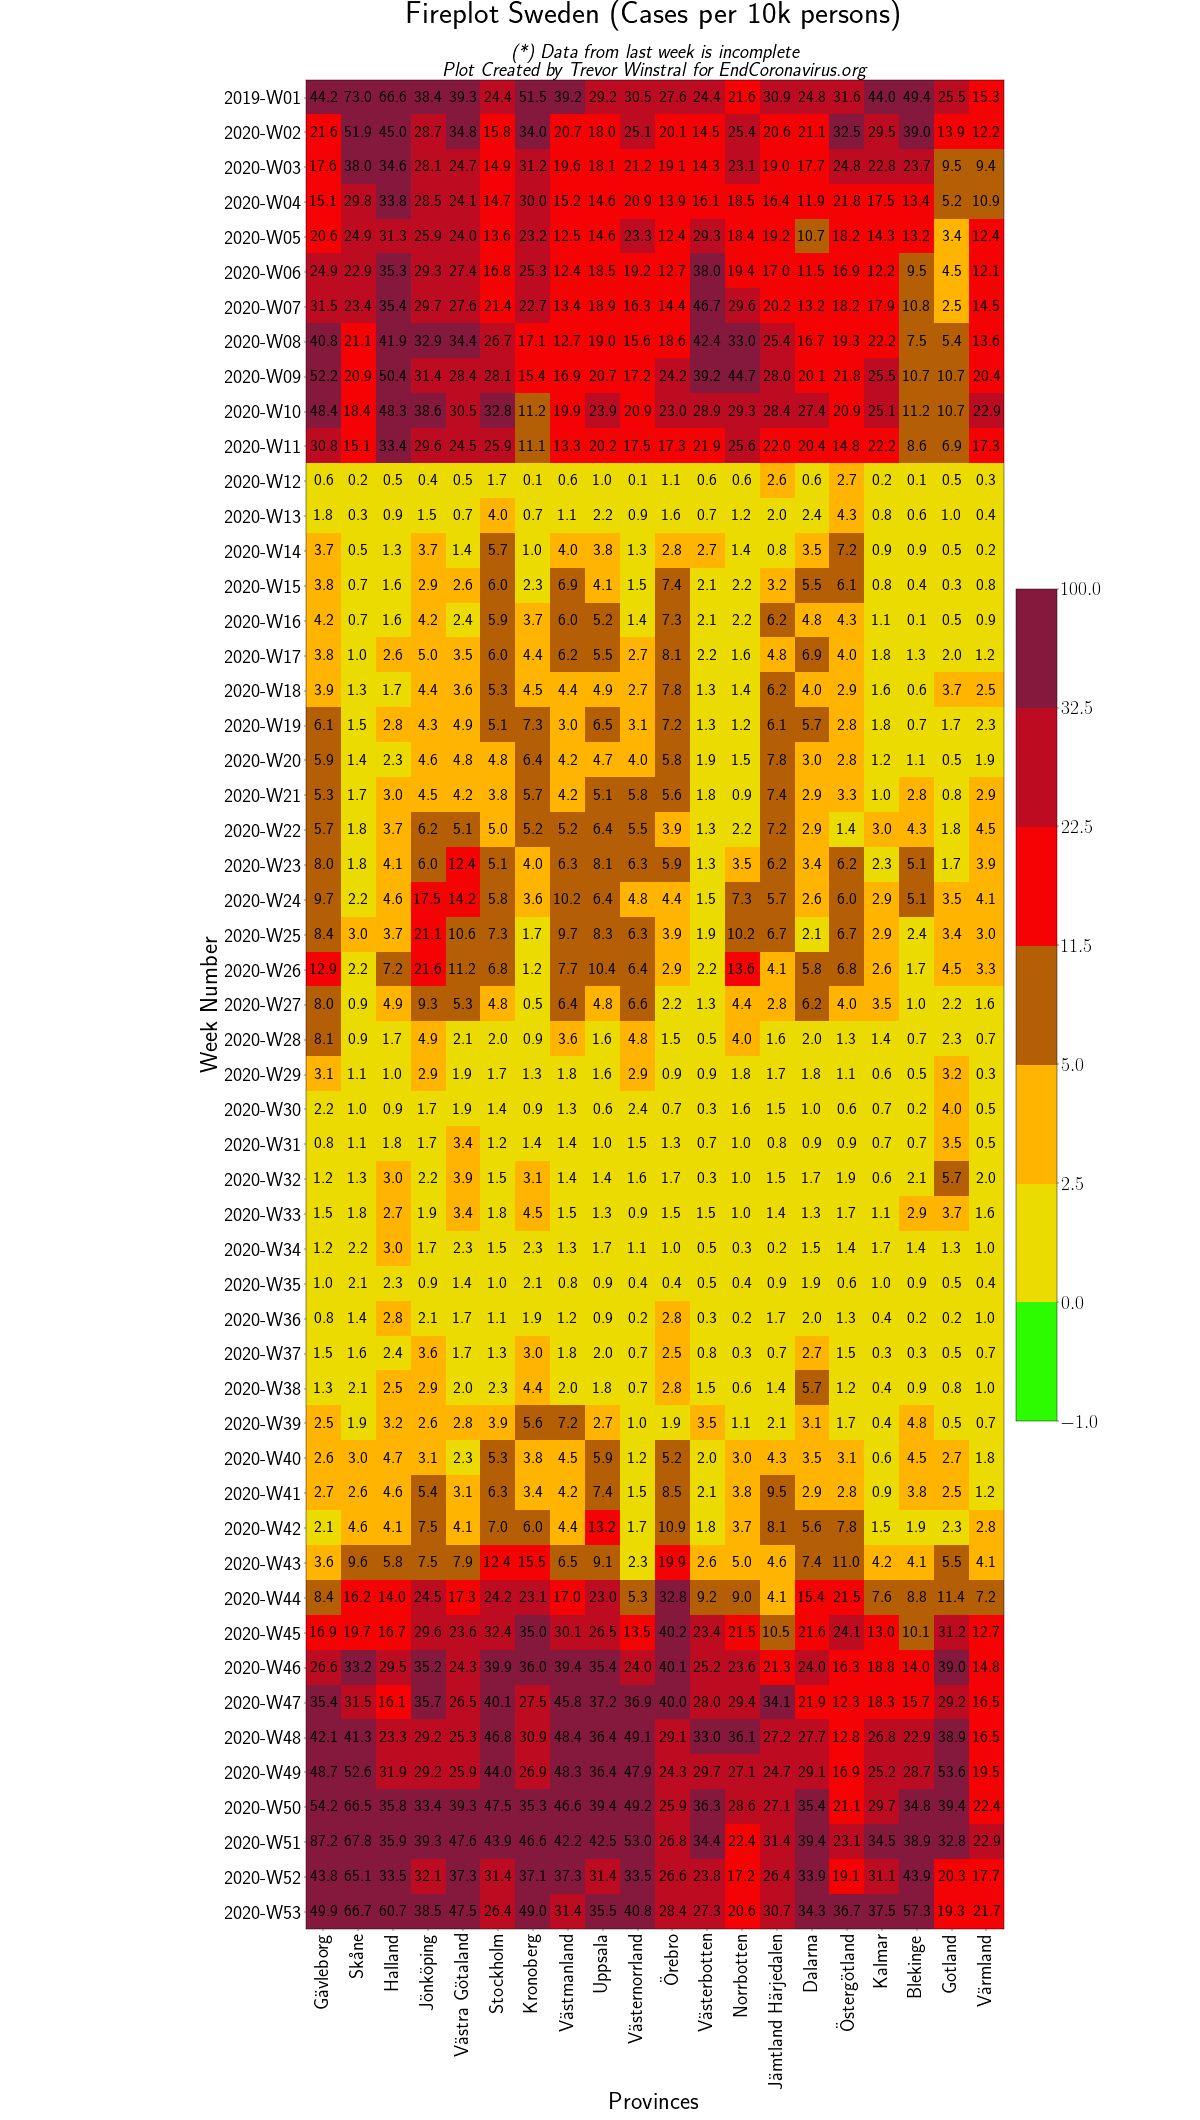 Fireplot Sweden (Cases per 10k persons)
(*) Data from last week is incomplete
Plot Created by Trevor Winstral for EndCoronavirus.org
2019-W01 44.2 73.0 66.6 38.4 39.3 24.4 51.5 39.2 29.2 30.5 27.6 24.4 21.6 30.9 24.8 31.6 44.0 49.4 25.5 15.3
2020-W02 21.6 51.9 45.0 28.7 34.8 15.8 34.0 20.7 18.0 25.1 20.1 14.5 25.4 20.6 21.1 32.5 29.5 39.0 13.9 12.2
2020-W03 17.6 38.0 34.6 28.1 24.7 14.9 31.2 19.6 18.1 21.2 19.1 14.3 23.1 19.0 17.7 24.8 22.8 23.7 9.5 9.4
2020-W04 15.1 29.8 33.8 28.5 24.1 14.7 30.0 15.2 14.6 20.9 13.9 16.1 18.5 16.4 11.9 21.8 17.5 13.4 5.2 10.9
2020-W05 20.6 24.9 31.3 25.9 24.0 13.6 23.2 12.5 14.6 23.3 12.4 29.3 18.4 19.2 10.7 18.2 14.3 13.2 3.4 12.4
2020-W06 24.9 22.9 35.3 29.3 27.4 16.8 25.3 12.4 18.5 19.2 12.7 38.0 19.4 17.0 11.5 16.9 12.2 9.5 4.5 12.1
2020-W07 31.5 23.4 35.4 29.7 27.6 21.4 22.7 13.4 18.9 16.3 14.4 46.7 29.6 20.2 13.2 18.2 17.9 10.8 2.5 14.5
2020-W08 40.8 21.1 41.9 32.9 34.4 26.7 17.1 12.7 19.0 15.6 18.6 42.4 33.0 25.4 16.7 19.3 22.2 7.5 5.4 13.6
2020-W09 52.2 20.9 50.4 31.4 28.4 28.1 15.4 16.9 20.7 17.2 24.2 39.2 44.7 28.0 20.1 21.8 25.5 10.7 10.7 20.4
2020-W10 48.4 18.4 48.3 38.6 30.5 32.8 11.2 19.9 23.9 20.9 23.0 28.9 29.3 28.4 27.4 20.9 25.1 11.2 10.7 22.9
2020-W11 30.8 15.1 33.4 29.6 24.5 25.9 11.1 13.3 20.2 17.5 17.3 21.9 25.6 22.0 20.4 14.8 22.2 8.6 6.9 17.3
2020-W12 0.6 0.2 0.5 0.4 0.5 1.7 0.1 0.6 1.0 0.1 1.1 0.6 0.6 2.6 0.6 2.7 0.2 0.1 0.5 0.3
2020-W13 1.8 0.3 0.9 1.5 0.7 4.0 0.7 1.1 2.2 0.9 1.6 0.7 1.2 2.0 2.4 4.3 0.8 0.6 1.0 0.4
2020-W14 3.7 0.5 1.3 3.7 1.4 5.7 1.0 4.0 3.8 1.3 2.8 2.7 1.4 0.8 3.5 7.2 0.9 0.9 0.5 0.2
2020-W15 3.8 0.7 1.6 2.9 2.6 6.0 2.3 6.9 4.1 1.5 7.4 2.1 2.2 3.2 5.5 6.1 0.8 0.4 0.3 0.8
2020-W16 4.2 0.7 1.6 4.2 2.4 5.9 3.7 6.0 5.2 1.4 7.3 2.1 2.2 6.2 4.8 4.3 1.1 0.1 0.5 0.9
2020-W17 3.8 1.0 2.6 5.0 3.5 6.0 4.4 6.2 5.5 2.7 8.1 2.2 1.6 4.8 6.9 4.0 1.8 1.3 2.0 1.2
2020-W18 3.9 1.3 1.7 4.4 3.6 5.3 4.5 4.4 4.9 2.7 7.8 1.3 1.4 6.2 4.0 2.9 1.6 0.6 3.7 2.5
2020-W19 6.1 1.5 2.8 4.3 4.9 5.1 7.3 3.0 6.5 3.1 7.2 1.3 1.2 6.1 5.7 2.8 1.8 0.7 1.7 2.3
2020-W20 5.9 1.4 2.3 4.6 4.8 4.8 6.4 4.2 4.7 4.0 5.8 1.9 1.5 7.8 3.0 2.8 1.2 1.1 0.5 1.9
2020-W21 5.3 1.7 3.0 4.5 4.2 3.8 5.7 4.2 5.1 5.8 5.6 1.8 0.9 7.4 2.9 3.3 1.0 2.8 0.8 2.9
2020-W22 5.7 1.8 3.7 6.2 5.1 5.0 5.2 5.2 6.4 5.5 3.9 1.3 2.2 7.2 2.9 1.4 3.0 4.3 1.8 4.5
2020-W23 8.0 1.8 4.1 6.0 12.4 5.1 4.0 6.3 8.1 6.3 5.9 1.3 3.5 6.2 3.4 6.2 2.3 5.1 1.7 3.9
2020-W24 9.7 2.2 4.6 17.5 14.2 5.8 3.6 10.2 6.4 4.8 4.4 1.5 7.3 5.7 2.6 6.0 2.9 5.1 3.5 4.1
2020-W25 8.4 3.0 3.7 21.1 10.6 7.3 1.7 9.7 8.3 6.3 3.9 1.9 10.2 6.7 2.1 6.7 2.9 2.4 3.4 3.0
2020-W26 12.9 2.2 7.2 21.6 11.2 6.8 1.2 7.7 10.4 6.4 2.9 2.2 13.6 4.1 5.8 6.8 2.6 1.7 4.5 3.3
2020-W27 8.0 0.9 4.9 9.3 5.3 4.8 0.5 6.4 4.8 6.6 2.2 1.3 4.4 2.8 6.2 4.0 3.5 1.0 2.2 1.6
2020-W28 8.1 0.9 1.7 4.9 2.1 2.0 0.9 3.6 1.6 4.8 1.5 0.5 4.0 1.6 2.0 1.3 1.4 0.7 2.3 0.7
2020-W29 3.1 1.1 1.0 2.9 1.9 1.7 1.3 1.8 1.6 2.9 0.9 0.9 1.8 1.7 1.8 1.1 0.6 0.5 3.2 0.3
2020-W30 2.2 1.0 0.9 1.7 1.9 1.4 0.9 1.3 0.6 2.4 0.7 0.3 1.6 1.5 1.0 0.6 0.7 0.2 4.0 0.5
2020-W31 0.8 1.1 1.8 1.7 3.4 1.2 1.4 1.4 1.0 1.5 1.3 0.7 1.0 0.8 0.9 0.9 0.7 0.7 3.5 0.5
2020-W32 1.2 1.3 3.0 2.2 3.9 1.5 3.1 1.4 1.4 1.6 1.7 0.3 1.0 1.5 1.7 1.9 0.6 2.1 5.7 2.0
2020-W33 1.5 1.8 2.7 1.9 3.4 1.8 4.5 1.5 1.3 0.9 1.5 1.5 1.0 1.4 1.3 1.7 1.1 2.9 3.7 1.6
2020-W34 1.2 2.2 3.0 1.7 2.3 1.5 2.3 1.3 1.7 1.1 1.0 0.5 0.3 0.2 1.5 1.4 1.7 1.4 1.3 1.0
2020-W35 1.0 2.1 2.3 0.9 1.4 1.0 2.1 0.8 0.9 0.4 0.4 0.5 0.4 0.9 1.9 0.6 1.0 0.9 0.5 0.4
2020-W36 0.8 1.4 2.8 2.1 1.7 1.1 1.9 1.2 0.9 0.2 2.8 0.3 0.2 1.7 2.0 1.3 0.4 0.2 0.2 1.0
2020-W37 1.5 1.6 2.4 3.6 1.7 1.3 3.0 1.8 2.0 0.7 2.5 0.8 0.3 0.7 2.7 1.5 0.3 0.3 0.5 0.7
2020-W38 1.3 2.1 2.5 2.9 2.0 2.3 4.4 2.0 1.8 0.7 2.8 1.5 0.6 1.4 5.7 1.2 0.4 0.9 0.8 1.0
2020-W39 2.5 1.9 3.2 2.6 2.8 3.9 5.6 7.2 2.7 1.0 1.9 3.5 1.1 2.1 3.1 1.7 0.4 4.8 0.5 0.7
2020-W40 2.6 3.0 4.7 3.1 2.3 5.3 3.8 4.5 5.9 1.2 5.2 2.0 3.0 4.3 3.5 3.1 0.6 4.5 2.7 1.8
2020-W41 2.7 2.6 4.6 5.4 3.1 6.3 3.4 4.2 7.4 1.5 8.5 2.1 3.8 9.5 2.9 2.8 0.9 3.8 2.5 1.2
2020-W42 2.1 4.6 4.1 7.5 4.1 7.0 6.0 4.4 13.2 1.7 10.9 1.8 3.7 8.1 5.6 7.8 1.5 1.9 2.3 2.8
2020-W43 3.6 9.6 5.8 7.5 7.9 12.4 15.5 6.5 9.1 2.3 19.9 2.6 5.0 4.6 7.4 11.0 4.2 4.1 5.5 4.1
2020-W44 8.4 16.2 14.0 24.5 17.3 24.2 23.1 17.0 23.0 5.3 32.8 9.2 9.0 4.1 15.4 21.5 7.6 8.8 11.4 7.2
2020-W45 16.9 19.7 16.7 29.6 23.6 32.4 35.0 30.1 26.5 13.5 40.2 23.4 21.5 10.5 21.6 24.1 13.0 10.1 31.2 12.7
2020-W46 26.6 33.2 29.5 35.2 24.3 39.9 36.0 39.4 35.4 24.0 40.1 25.2 23.6 21.3 24.0 16.3 18.8 14.0 39.0 14.8
2020-W47 35.4 31.5 16.1 35.7 26.5 40.1 27.5 45.8 37.2 36.9 40.0 28.0 29.4 34.1 21.9 12.3 18.3 15.7 29.2 16.5
2020-W48 42.1 41.3 23.3 29.2 25.3 46.8 30.9 48.4 36.4 49.1 29.1 33.0 36.1 27.2 27.7 12.8 26.8 22.9 38.9 16.5
2020-W49 48.7 52.6 31.9 29.2 25.9 44.0 26.9 48.3 36.4 47.9 24.3 29.7 27.1 24.7 29.1 16.9 25.2 28.7 53.6 19.5
2020-W50 54.2 66.5 35.8 33.4 39.3 47.5 35.3 46.6 39.4 49.2 25.9 36.3 28.6 27.1 35.4 21.1 29.7 34.8 39.4 22.4
2020-W51 87.2 67.8 35.9 39.3 47.6 43.9 46.6 42.2 42.5 53.0 26.8 34.4 22.4 31.4 39.4 23.1 34.5 38.9 32.8 22.9
2020-W52 43.8 65.1 33.5 32.1 37.3 31.4 37.1 37.3 31.4 33.5 26.6 23.8 17.2 26.4 33.9 19.1 31.1 43.9 20.3 17.7
2020-W53 49.9 66.7 60.7 38.5 47.5 26.4 49.0 31.4 35.5 40.8 28.4 27.3 20.6 30.7 34.3 36.7 37.5 57.3 19.3 21.7
Week Number
Gävleborg
Skåne
Halland
Jönköping
Västra Götaland
Stockholm
Kronoberg
Västmanland
Uppsala
Västernorrland
Örebro
Västerbotten
Norrbotten
Jämtland Härjedalen
Dalarna
Östergötland
Kalmar
Blekinge
Gotland
Värmland
Provinces
100.0
32.5
22.5
11.5
5.0
2.5
0.0
−1.0